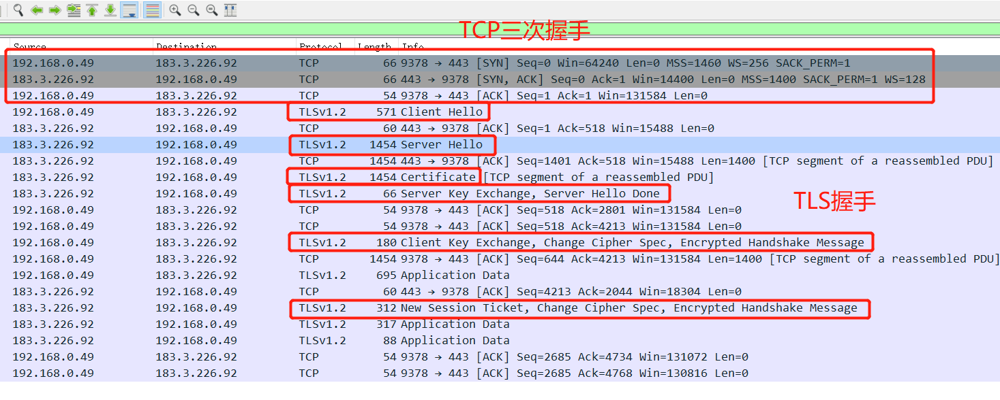 TCP三次握手
Source Destination Protocol Length Info
192.168.0.49 183.3.226.92 TCP 66 9378 → 443 [SYN] Seq=0 Win=64240 Len=0 MSS=1460 WS=256 SACK_PERM=1
183.3.226.92 192.168.0.49 TCP 66 443 → 9378 [SYN, ACK] Seq=0 Ack=1 Win=14400 Len=0 MSS=1400 SACK_PERM=1 WS=128
192.168.0.49 183.3.226.92 TCP 54 9378 → 443 [ACK] Seq=1 Ack=1 Win=131584 Len=0
192.168.0.49 183.3.226.92 TLSv1.2 571 Client Hello
183.3.226.92 192.168.0.49 TCP 60 443 → 9378 [ACK] Seq=1 Ack=518 Win=15488 Len=0
183.3.226.92 192.168.0.49 TLSv1.2 1454 Server Hello
183.3.226.92 192.168.0.49 TCP 1454 443 → 9378 [ACK] Seq=1401 Ack=518 Win=15488 Len=1400 [TCP segment of a reassembled PDU]
183.3.226.92 192.168.0.49 TLSv1.2 1454 Certificate [TCP segment of a reassembled PDU]
183.3.226.92 192.168.0.49 TLSv1.2 66 Server Key Exchange, Server Hello Done
TLS握手
192.168.0.49 183.3.226.92 TCP 54 9378 → 443 [ACK] Seq=518 Ack=2801 Win=131584 Len=0
192.168.0.49 183.3.226.92 TCP 54 9378 → 443 [ACK] Seq=518 Ack=4213 Win=131584 Len=0
192.168.0.49 183.3.226.92 TLSv1.2 180 Client Key Exchange, Change Cipher Spec, Encrypted Handshake Message
192.168.0.49 183.3.226.92 TCP 1454 9378 → 443 [ACK] Seq=644 Ack=4213 Win=131584 Len=1400 [TCP segment of a reassembled PDU]
192.168.0.49 183.3.226.92 TLSv1.2 695 Application Data
183.3.226.92 192.168.0.49 TCP 60 443 → 9378 [ACK] Seq=4213 Ack=2044 Win=18304 Len=0
183.3.226.92 192.168.0.49 TLSv1.2 312 New Session Ticket, Change Cipher Spec, Encrypted Handshake Message
183.3.226.92 192.168.0.49 TLSv1.2 317 Application Data
183.3.226.92 192.168.0.49 TLSv1.2 88 Application Data
192.168.0.49 183.3.226.92 TCP 54 9378 → 443 [ACK] Seq=2685 Ack=4734 Win=131072 Len=0
192.168.0.49 183.3.226.92 TCP 54 9378 → 443 [ACK] Seq=2685 Ack=4768 Win=130816 Len=0